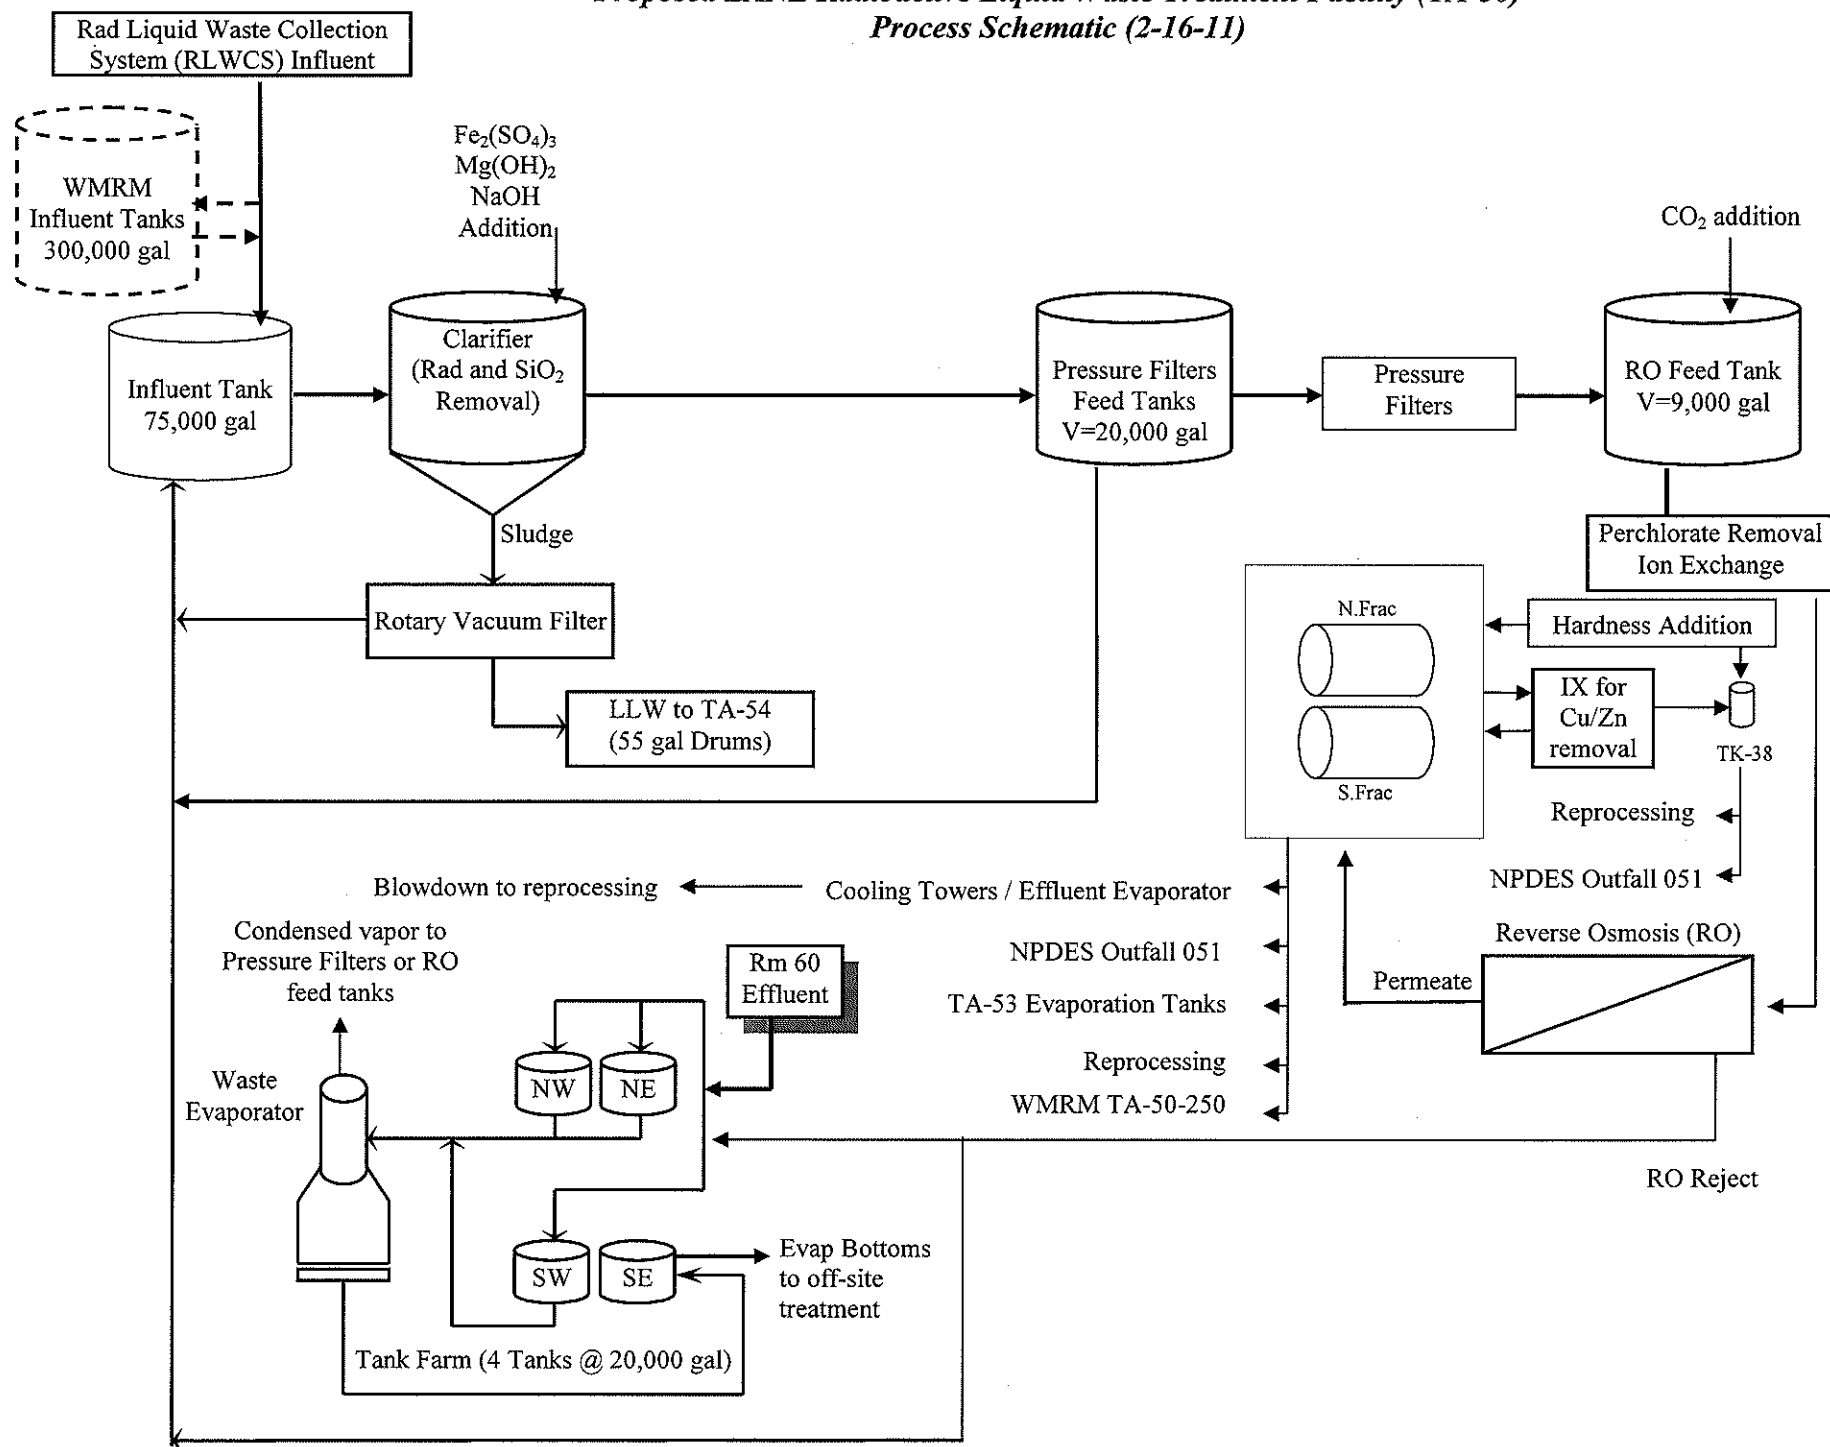 Process Schematic (2-16-11)
Rad Liquid Waste Collection
System (RLWCS) Influent
WMRM
Influent Tanks
300,000 gal
Fe₂(SO₄)₃
Mg(OH)₂
NaOH
Addition
CO₂ addition
Influent Tank
75,000 gal
Clarifier
(Rad and SiO₂
Removal)
Pressure Filters
Feed Tanks
V=20,000 gal
Pressure
Filters
RO Feed Tank
V=9,000 gal
Sludge
Perchlorate Removal
Ion Exchange
Rotary Vacuum Filter
N.Frac
Hardness Addition
LLW to TA-54
(55 gal Drums)
IX for
Cu/Zn
removal
TK-38
S.Frac
Reprocessing
NPDES Outfall 051
Blowdown to reprocessing
Cooling Towers / Effluent Evaporator
Condensed vapor to
Pressure Filters or RO
feed tanks
Rm 60
Effluent
NPDES Outfall 051
Reverse Osmosis (RO)
Permeate
TA-53 Evaporation Tanks
Reprocessing
WMRM TA-50-250
Waste
Evaporator
NW
NE
RO Reject
SW
SE
Evap Bottoms
to off-site
treatment
Tank Farm (4 Tanks @ 20,000 gal)